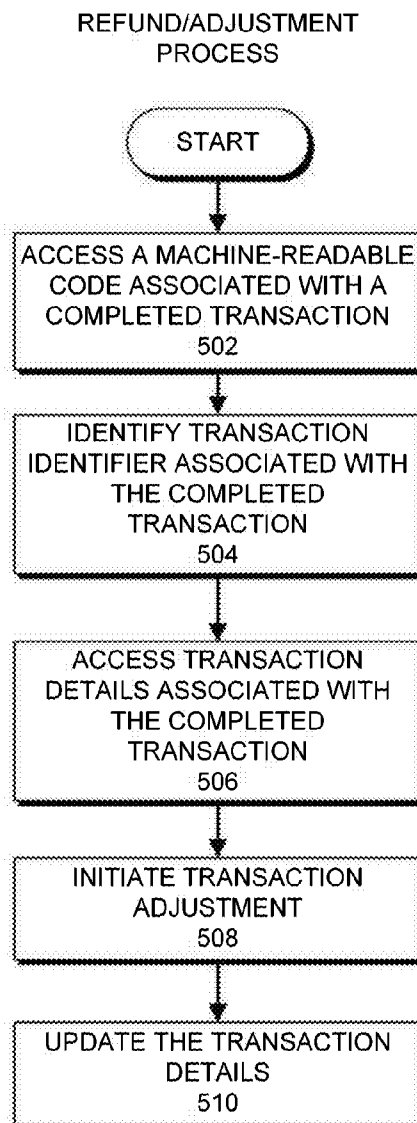 REFUND/ADJUSTMENT
PROCESS
START
ACCESS A MACHINE-READABLE
CODE ASSOCIATED WITH A
COMPLETED TRANSACTION
502
IDENTIFY TRANSACTION
IDENTIFIER ASSOCIATED WITH
THE COMPLETED
TRANSACTION
504
ACCESS TRANSACTION
DETAILS ASSOCIATED WITH
THE COMPLETED
TRANSACTION
506
INITIATE TRANSACTION
ADJUSTMENT
508
UPDATE THE TRANSACTION
DETAILS
510